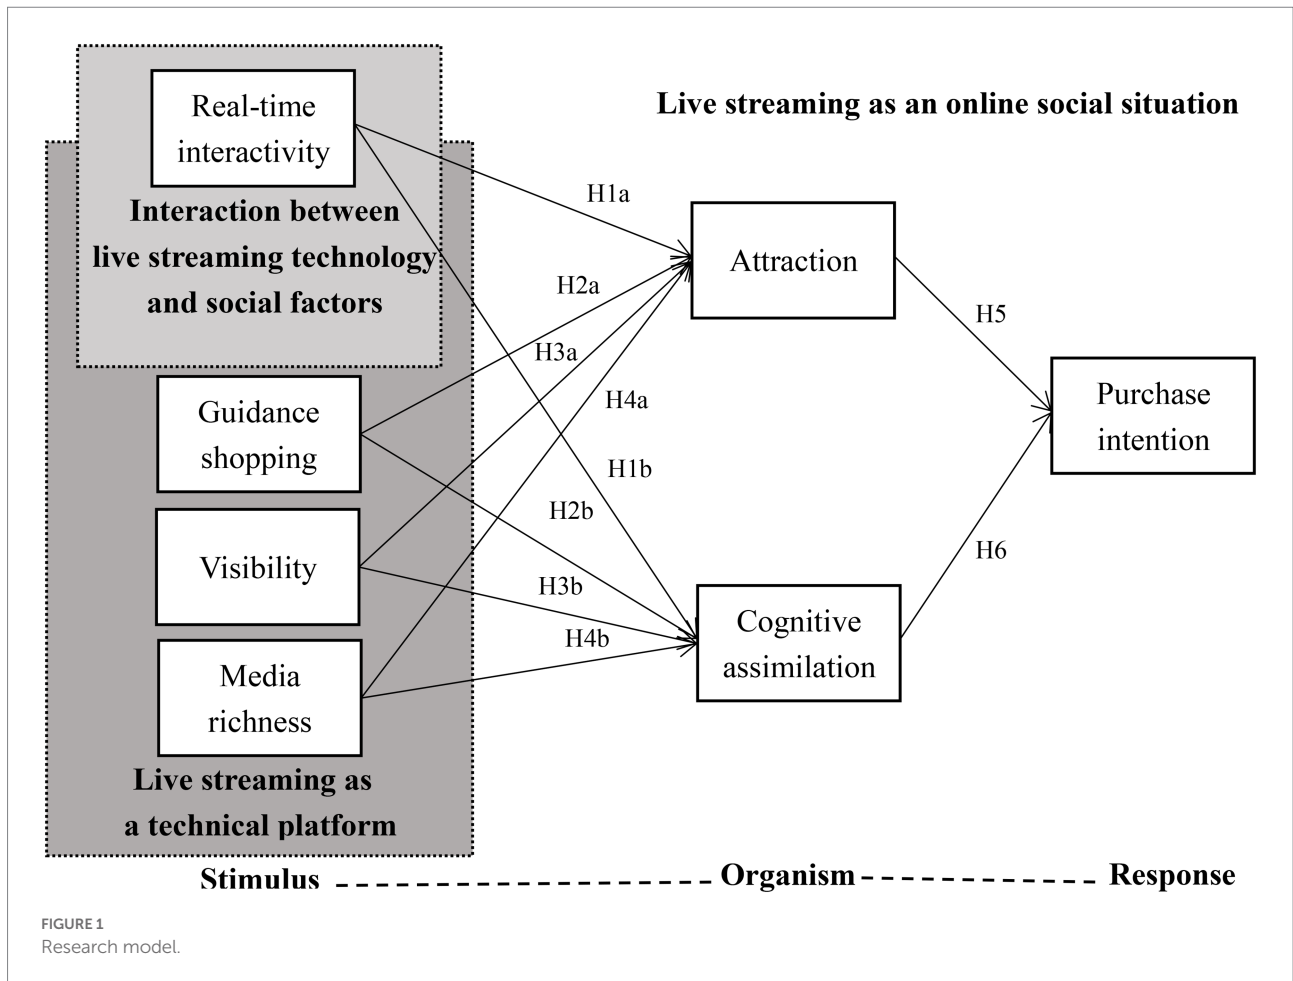 Real-time
interactivity
Interaction between
live streaming technology
and social factors
Guidance
shopping
Visibility
Media
richness
Live streaming as
a technical platform
Live streaming as an online social situation
H1a
H2a
H3a
H4a
H1b
H2b
H3b
H4b
Attraction
Cognitive
assimilation
H5
H6
Purchase
intention
Stimulus
Organism
Response
FIGURE 1
Research model.